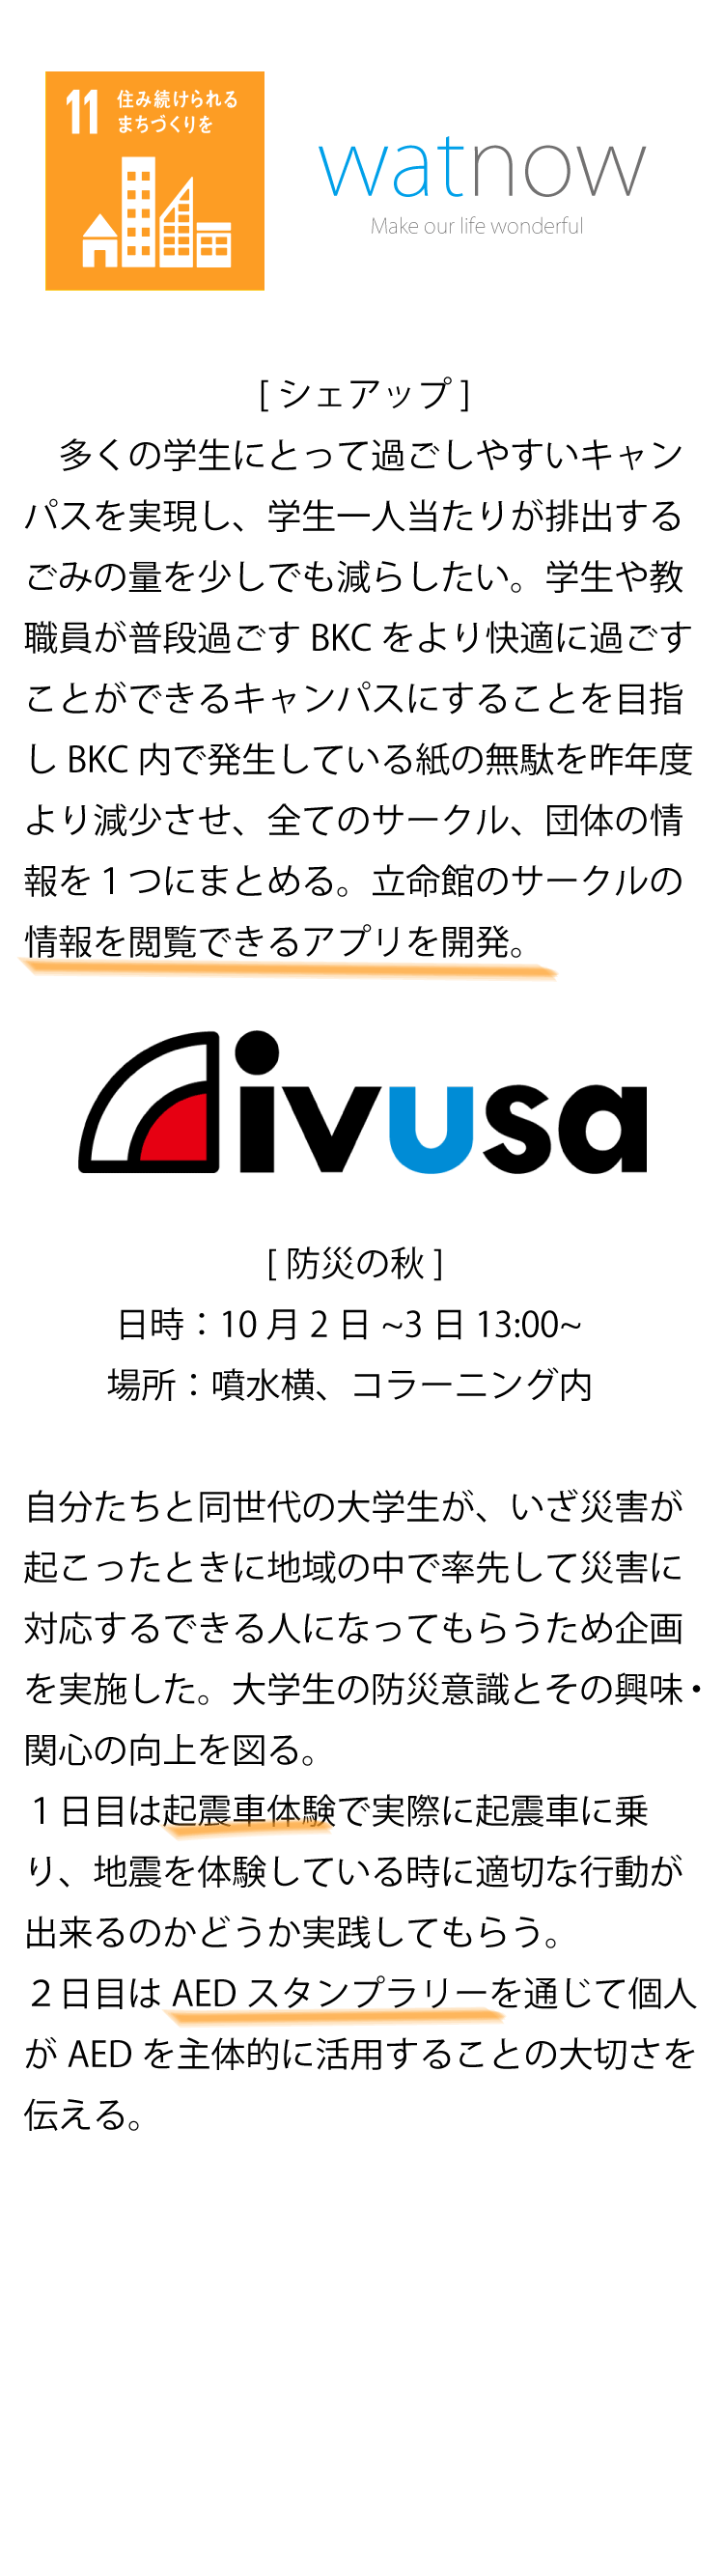 11 住み続けられる
まちづくりを
watnow
Make our life wonderful
[ シェアップ ]
　多くの学生にとって過ごしやすいキャン
パスを実現し、学生一人当たりが排出する
ごみの量を少しでも減らしたい。学生や教
職員が普段過ごす BKC をより快適に過ごす
ことができるキャンパスにすることを目指
し BKC 内で発生している紙の無駄を昨年度
より減少させ、全てのサークル、団体の情
報を 1 つにまとめる。立命館のサークルの
情報を閲覧できるアプリを開発。
ivusa
[ 防災の秋 ]
日時：10 月 2 日 ~3 日 13:00~
場所：噴水横、コラーニング内
自分たちと同世代の大学生が、いざ災害が
起こったときに地域の中で率先して災害に
対応するできる人になってもらうため企画
を実施した。大学生の防災意識とその興味・
関心の向上を図る。
１日目は起震車体験で実際に起震車に乗
り、地震を体験している時に適切な行動が
出来るのかどうか実践してもらう。
２日目は AED スタンプラリーを通じて個人
が AED を主体的に活用することの大切さを
伝える。